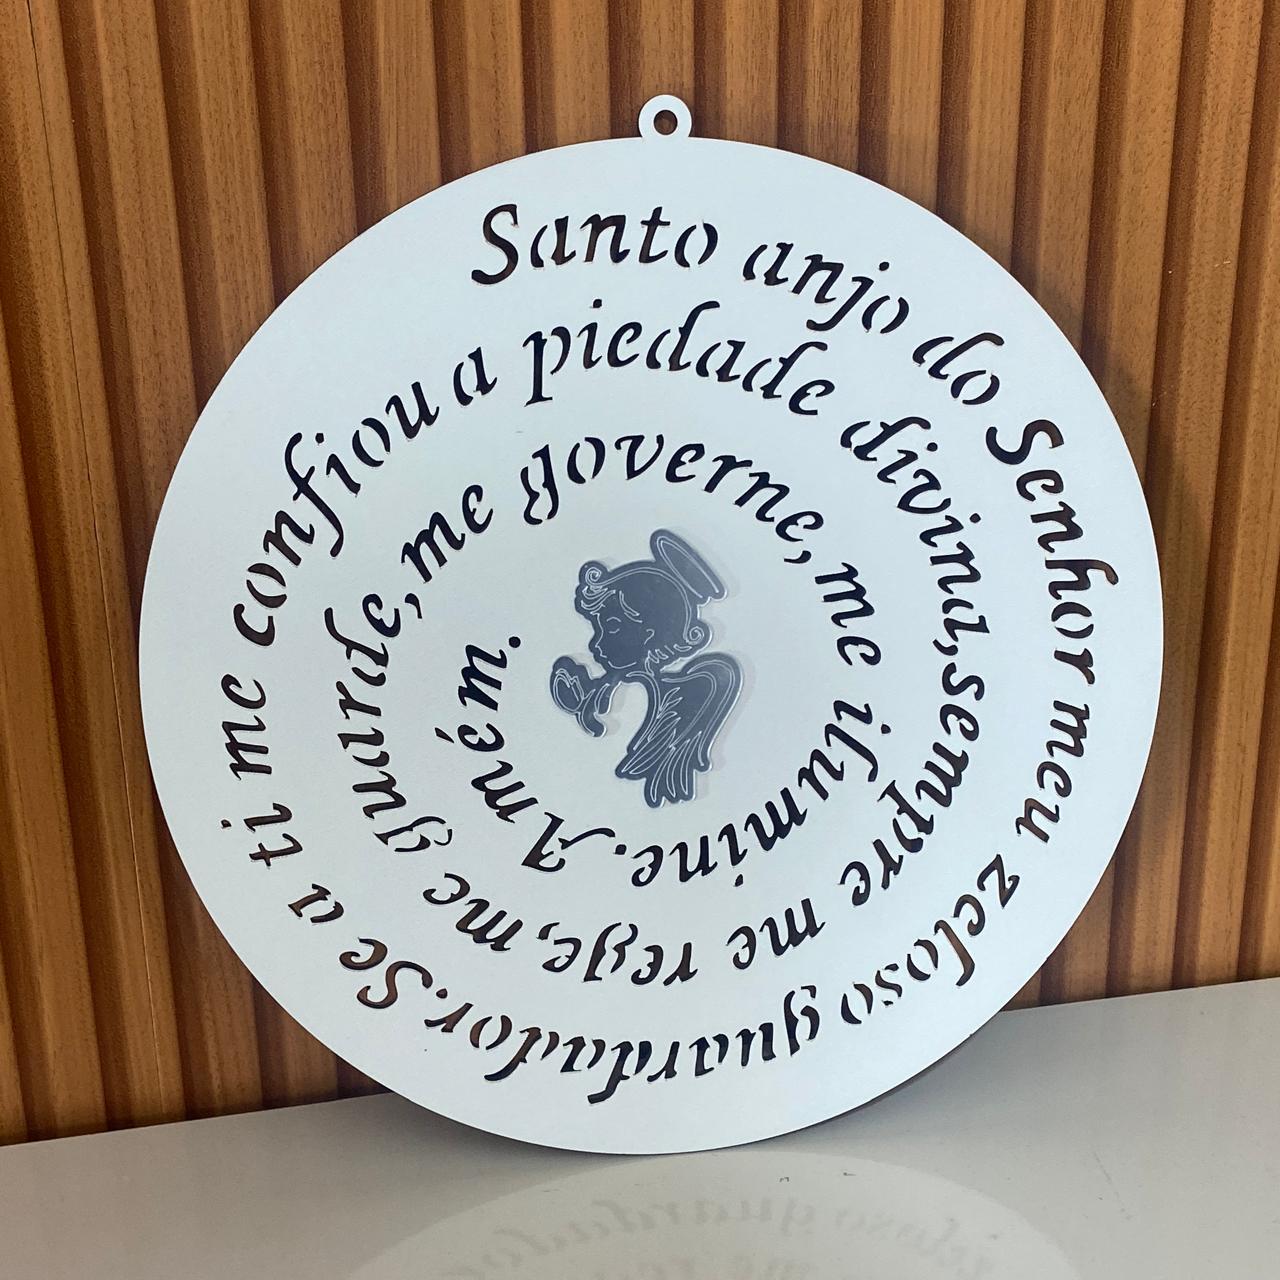 Santo anjo do Senhor meu zeloso guardador. Se a ti me confiou a piedade divina, sempre me rege, me guarde, me governe, me ilumine. Amém.